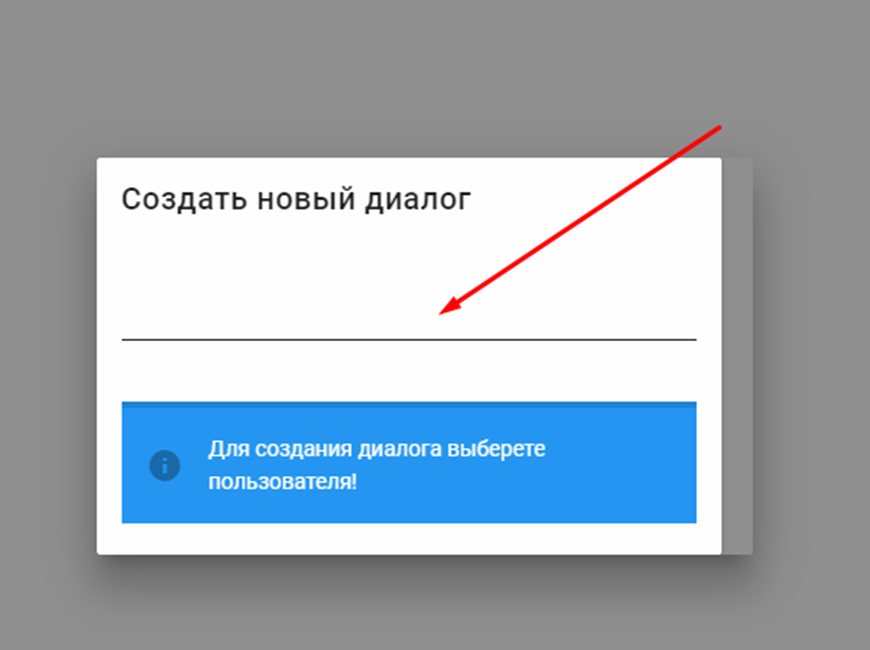 Создать новый диалог
Для создания диалога выберете
пользователя!